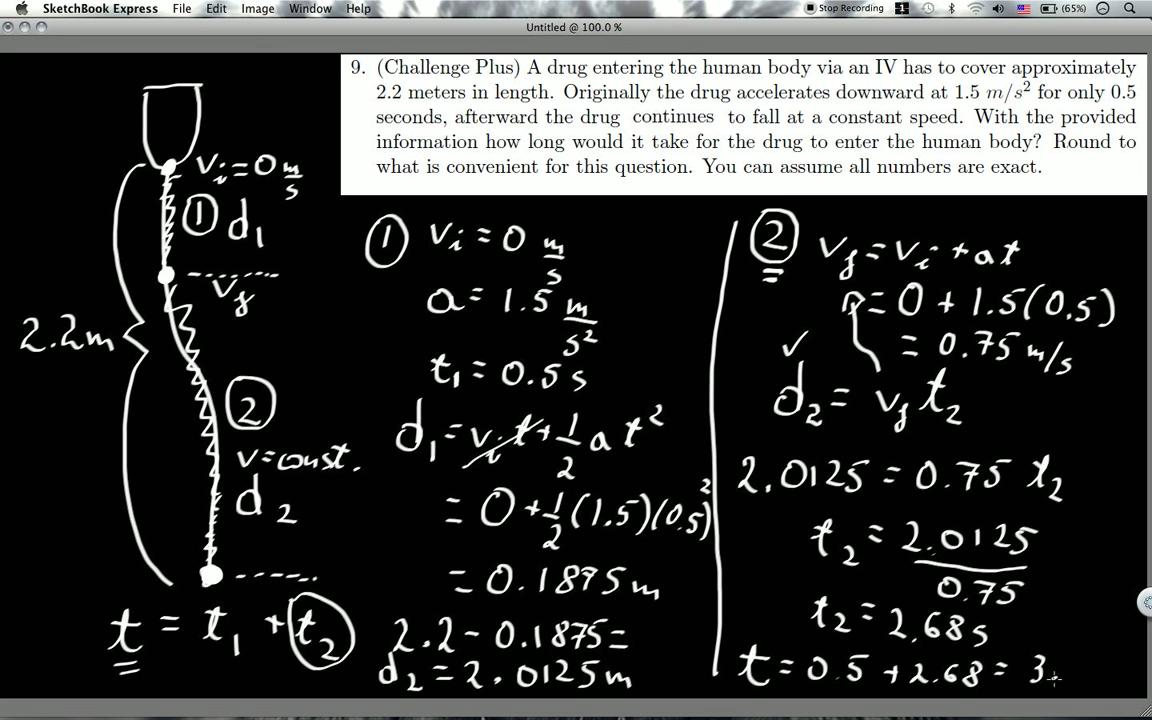 SketchBook Express File Edit Image Window Help Stop Recording 1 (65%)
Untitled @ 100.0 %
9. (Challenge Plus) A drug entering the human body via an IV has to cover approximately
2.2 meters in length. Originally the drug accelerates downward at 1.5 m/s² for only 0.5
seconds, afterward the drug continues to fall at a constant speed. With the provided
information how long would it take for the drug to enter the human body? Round to
what is convenient for this question. You can assume all numbers are exact.
vᵢ = 0 m/s
① d₁
v_f
2.2m
②
v = const.
d₂
t = t₁ + t₂
① vᵢ = 0 m/s
a = 1.5 m/s²
t₁ = 0.5 s
d₁ = vᵢt + 1/2 a t²
= 0 + 1/2 (1.5)(0.5)²
= 0.1875 m
2.2 - 0.1875 =
d₂ = 2.0125 m
② v_f = vᵢ + at
= 0 + 1.5(0.5)
= 0.75 m/s
✓
d₂ = v_f t₂
2.0125 = 0.75 t₂
t₂ = 2.0125/0.75
t₂ = 2.68 s
t = 0.5 + 2.68 = 3.